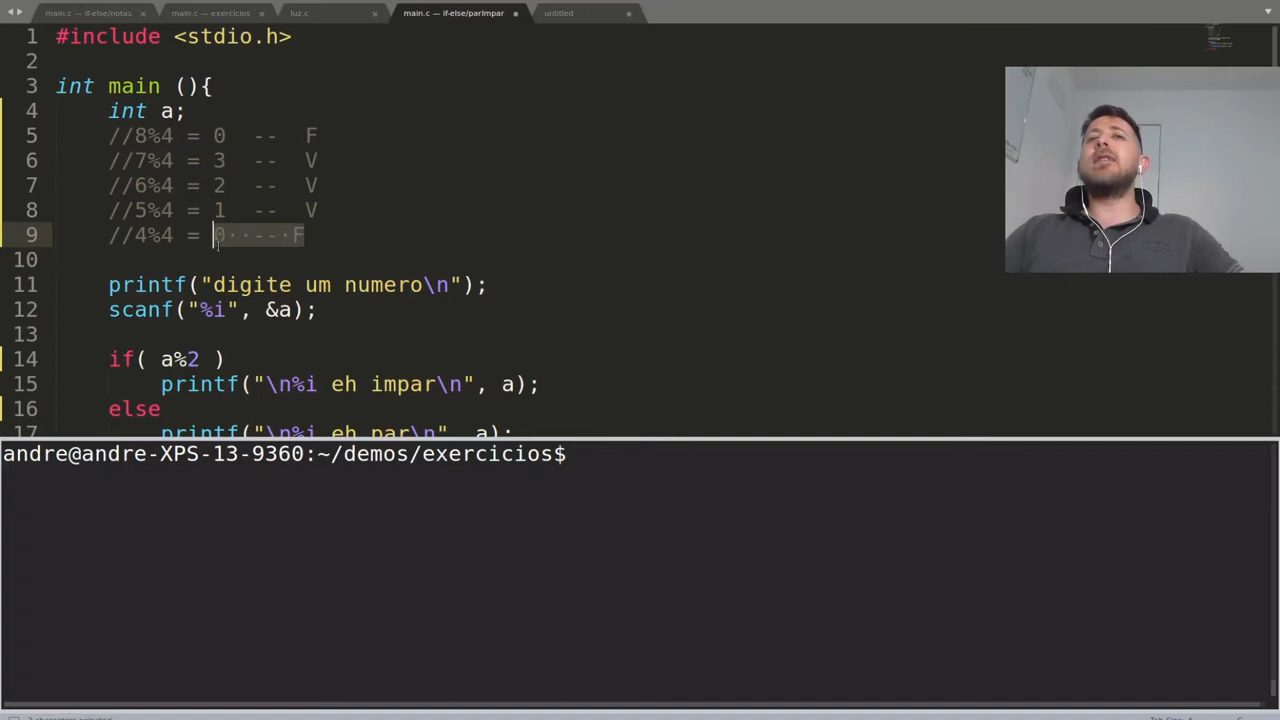 main.c — if-else/notas
main.c — exercicios
luz.c
main.c — if-else/parImpar
untitled
1 #include <stdio.h>
2
3 int main (){
4 int a;
5 //8%4 = 0 -- F
6 //7%4 = 3 -- V
7 //6%4 = 2 -- V
8 //5%4 = 1 -- V
9 //4%4 = 0··--·F
10
11 printf("digite um numero\n");
12 scanf("%i", &a);
13
14 if( a%2 )
15 printf("\n%i eh impar\n", a);
16 else
17 printf("\n%i eh par\n", a);
andre@andre-XPS-13-9360:~/demos/exercicios$